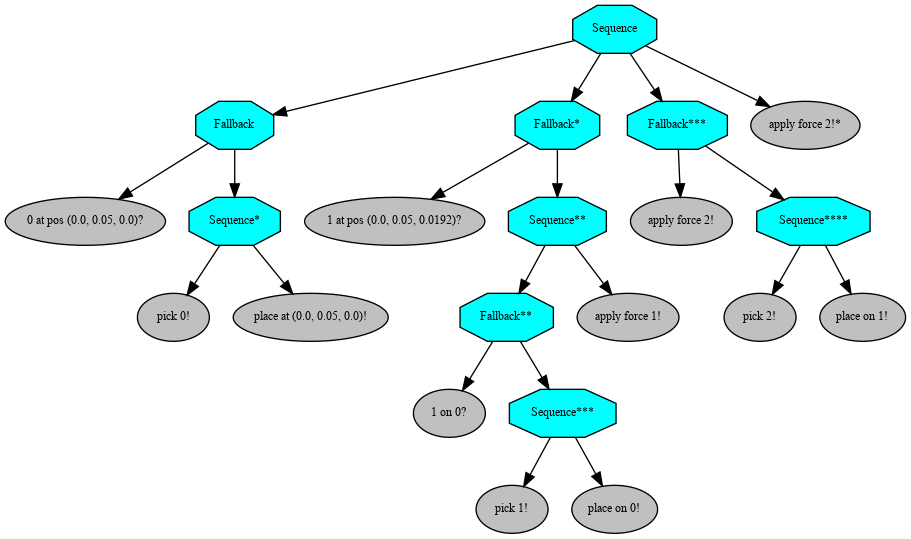 Sequence
Fallback
Fallback*
Fallback***
apply force 2!*
0 at pos (0.0, 0.05, 0.0)?
Sequence*
1 at pos (0.0, 0.05, 0.0192)?
Sequence**
apply force 2!
Sequence****
pick 0!
place at (0.0, 0.05, 0.0)!
Fallback**
apply force 1!
pick 2!
place on 1!
1 on 0?
Sequence***
pick 1!
place on 0!